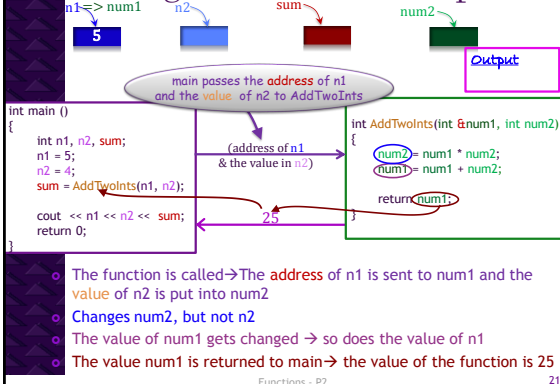 n1=> num1
n2
sum
num2
5
Output
main passes the address of n1
and the value of n2 to AddTwoInts
int main ()
{
int n1, n2, sum;
n1 = 5;
n2 = 4;
sum = AddTwoInts(n1, n2);
cout << n1 << n2 << sum;
return 0;
}
(address of n1
& the value in n2)
25
int AddTwoInts(int &num1, int num2)
{
num2 = num1 * num2;
num1 = num1 + num2;
return num1;
}
The function is called→The address of n1 is sent to num1 and the
value of n2 is put into num2
Changes num2, but not n2
The value of num1 gets changed → so does the value of n1
The value num1 is returned to main→ the value of the function is 25
Functions - P2
21